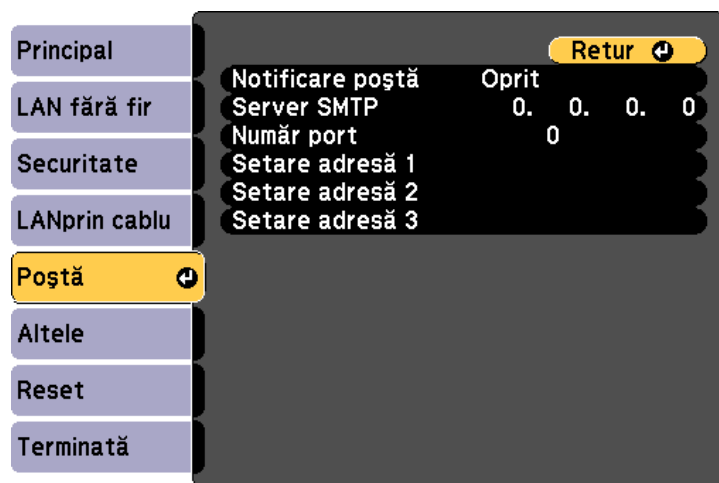 Principal
LAN fără fir
Securitate
LANprin cablu
Poştă
Altele
Reset
Terminată
Retur
Notificare poştă Oprit
Server SMTP 0. 0. 0. 0
Număr port 0
Setare adresă 1
Setare adresă 2
Setare adresă 3